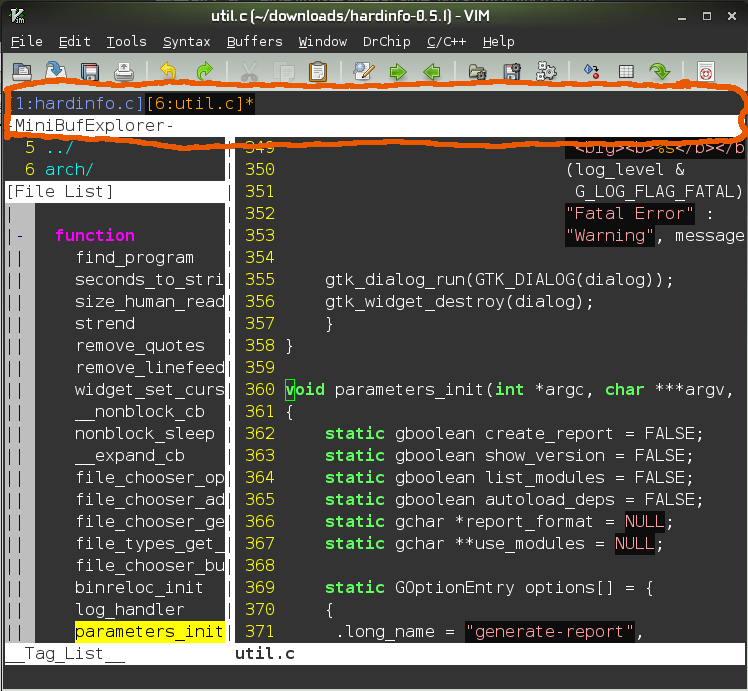 util.c (~/downloads/hardinfo-0.5.1) - VIM
File Edit Tools Syntax Buffers Window DrChip C/C++ Help
1:hardinfo.c][6:util.c]*
-MiniBufExplorer-
5 ../
6 arch/
[File List]
- function
find_program
seconds_to_stri
size_human_read
strend
remove_quotes
remove_linefeed
widget_set_curs
__nonblock_cb
nonblock_sleep
__expand_cb
file_chooser_op
file_chooser_ad
file_chooser_ge
file_types_get_
file_chooser_bu
binreloc_init
log_handler
parameters_init
__Tag_List__
349 "<big><b>%s</b></b
350 (log_level &
351 G_LOG_FLAG_FATAL)
352 "Fatal Error" :
353 "Warning", message
354
355 gtk_dialog_run(GTK_DIALOG(dialog));
356 gtk_widget_destroy(dialog);
357 }
358 }
359
360 void parameters_init(int *argc, char ***argv,
361 {
362 static gboolean create_report = FALSE;
363 static gboolean show_version = FALSE;
364 static gboolean list_modules = FALSE;
365 static gboolean autoload_deps = FALSE;
366 static gchar *report_format = NULL;
367 static gchar **use_modules = NULL;
368
369 static GOptionEntry options[] = {
370 {
371 .long_name = "generate-report",
util.c